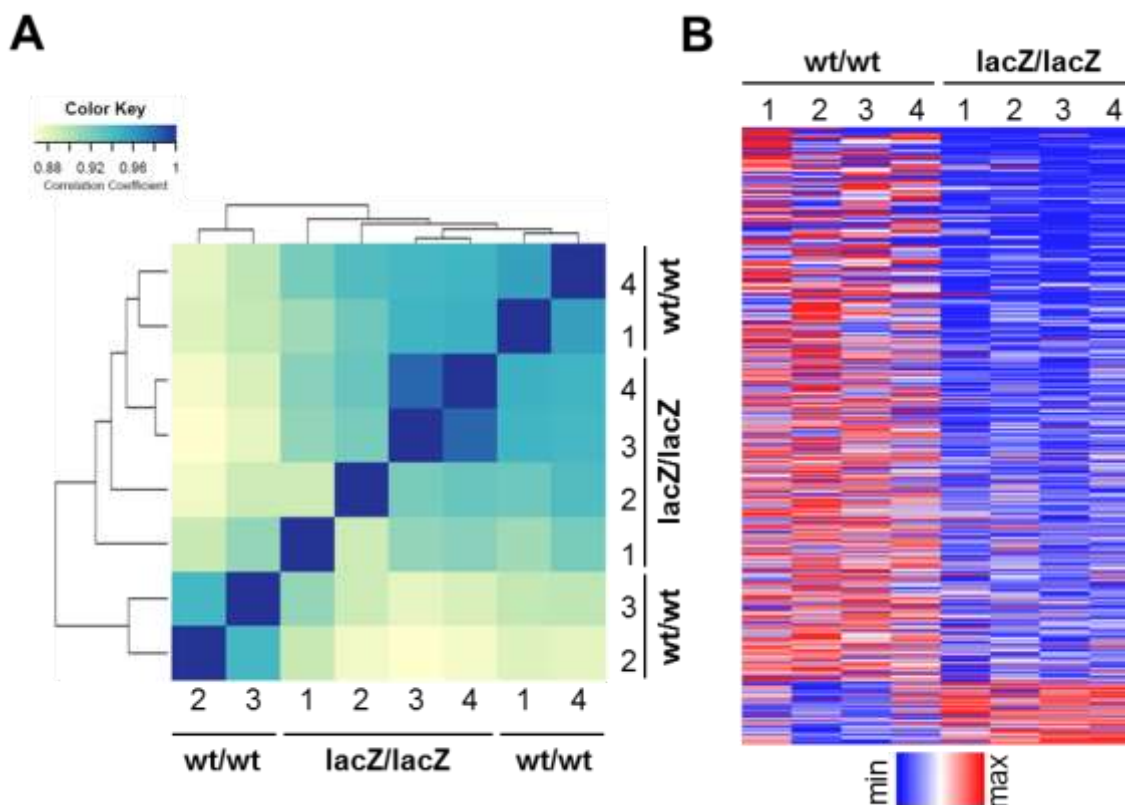 A
Color Key
0.88 0.92 0.96 1
Correlation Coefficient
4
1
wt/wt
4
3
2
1
lacZ/lacZ
3
2
wt/wt
2 3 1 2 3 4 1 4
wt/wt lacZ/lacZ wt/wt
B
wt/wt lacZ/lacZ
1 2 3 4 1 2 3 4
min max